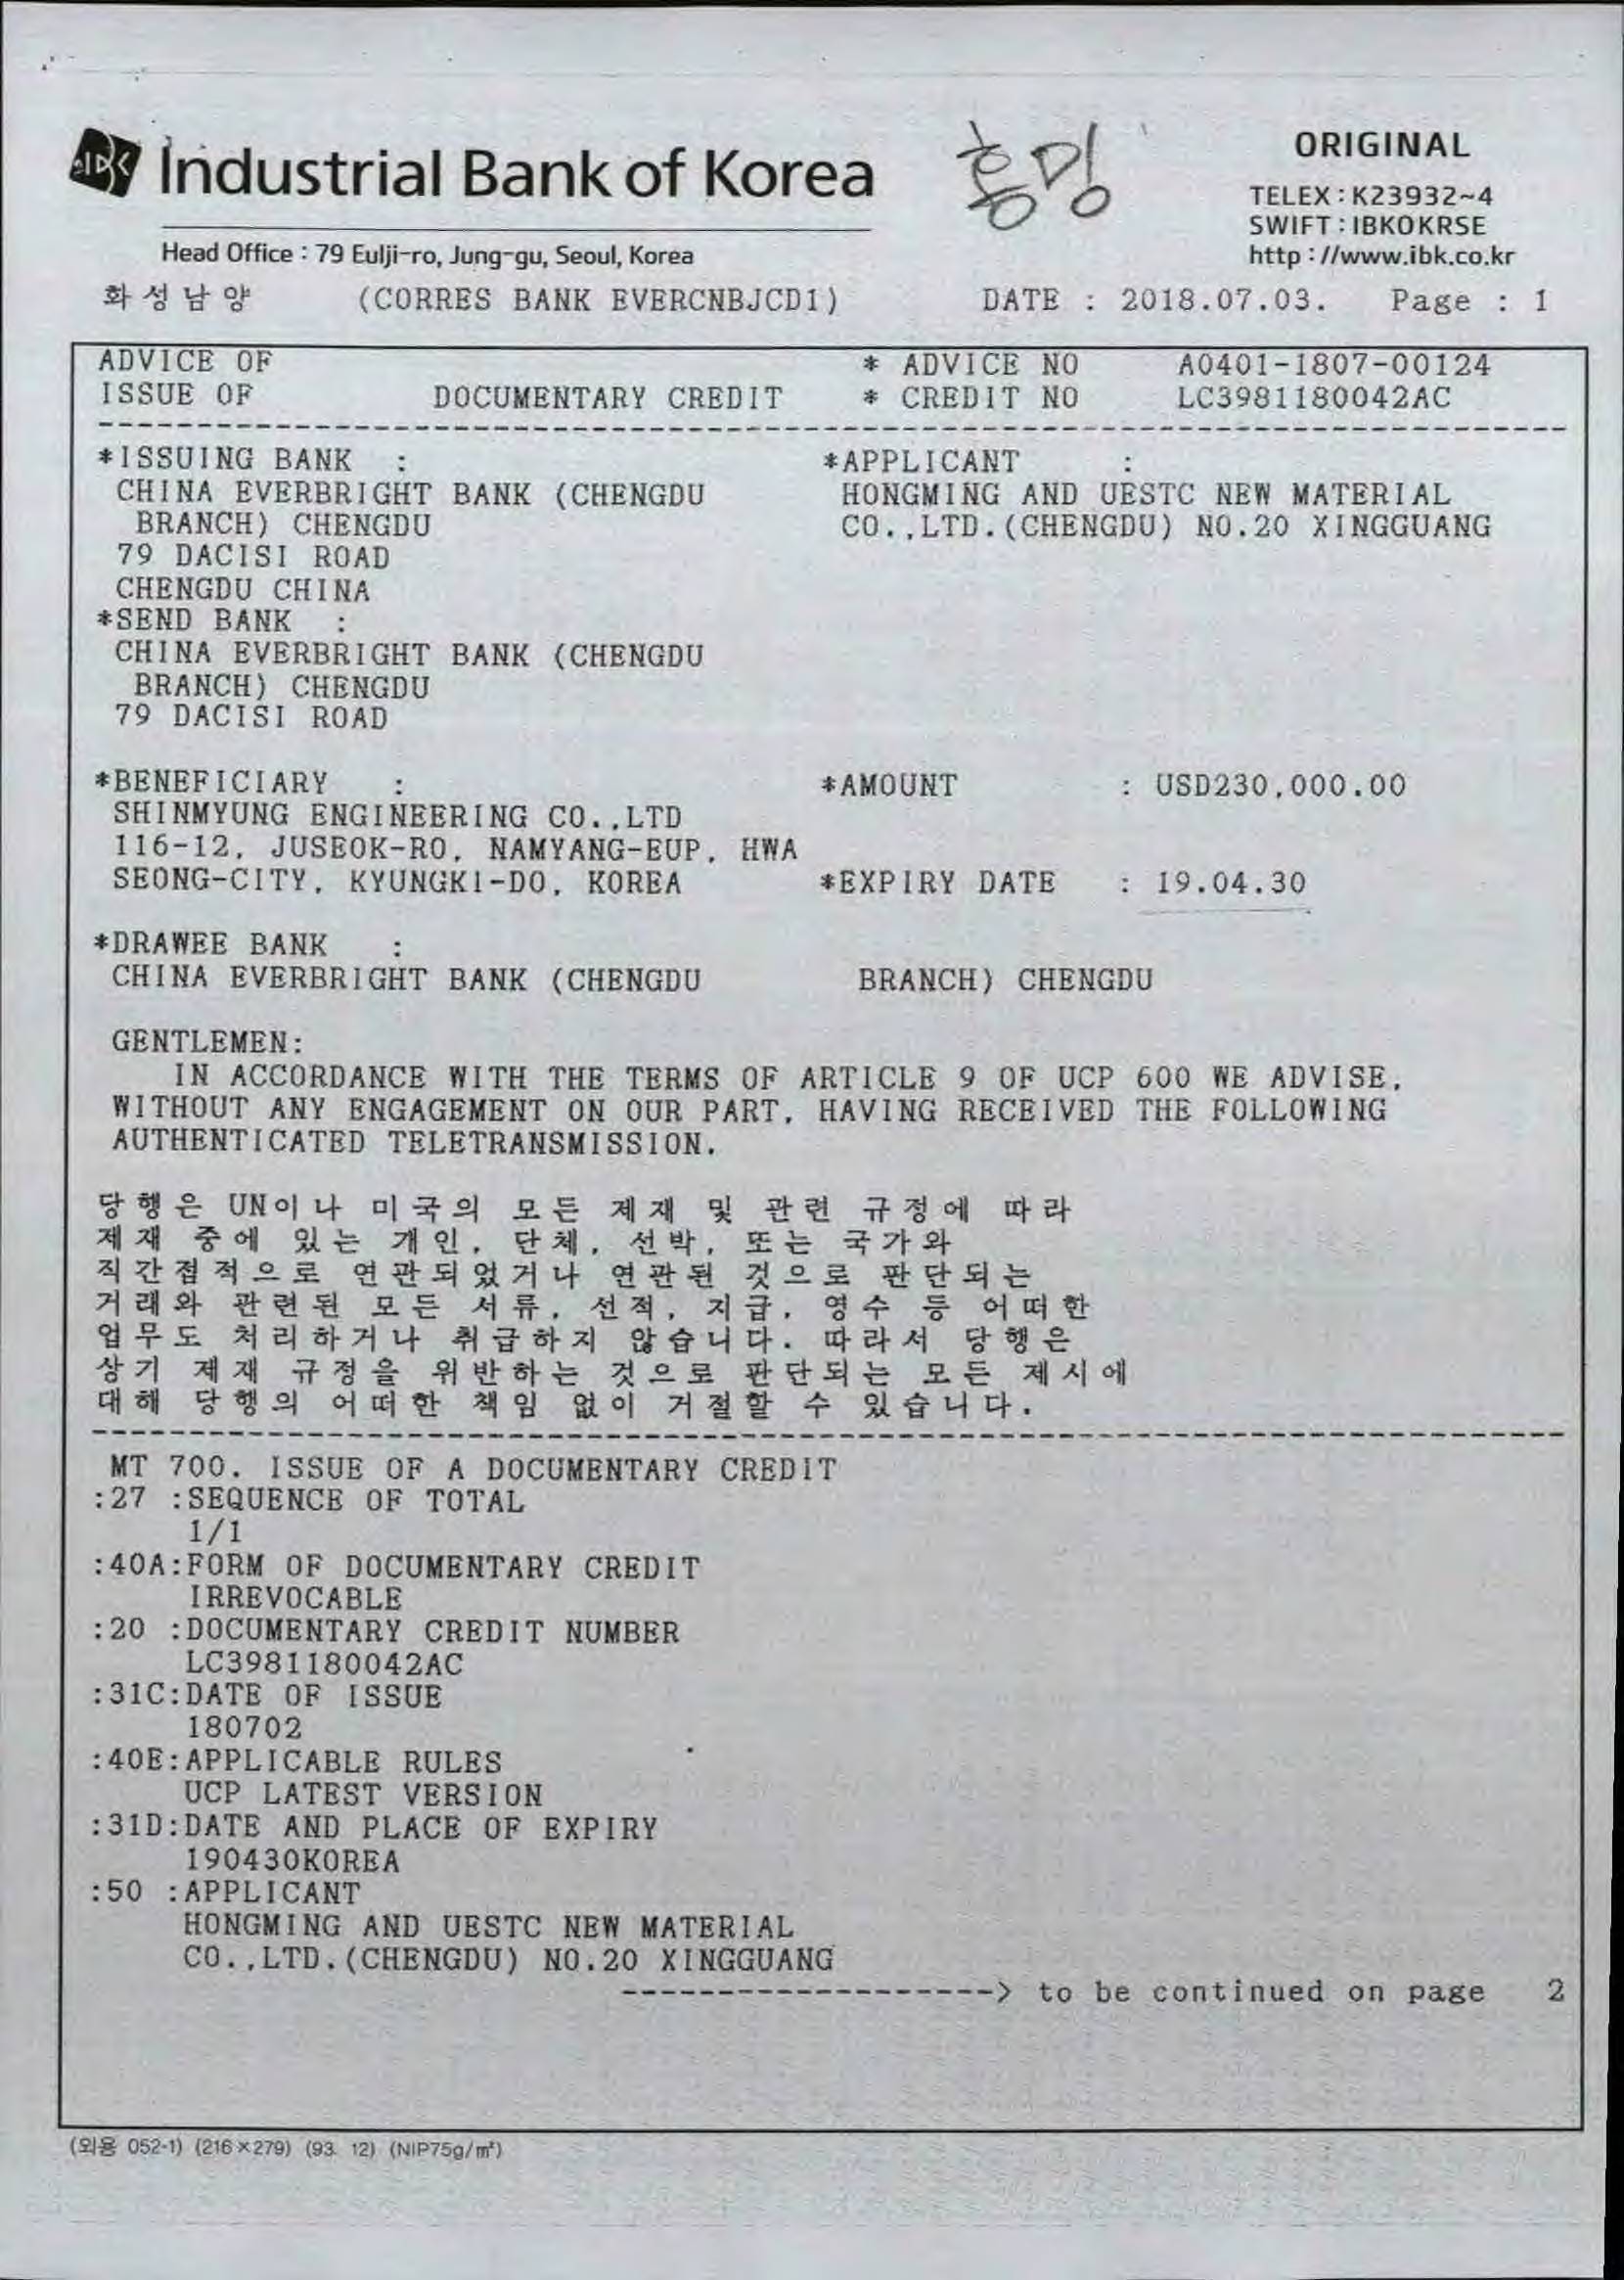 Industrial Bank of Korea
홍밍
ORIGINAL
TELEX : K23932~4
SWIFT : IBKOKRSE
Head Office : 79 Eulji-ro, Jung-gu, Seoul, Korea
http : //www.ibk.co.kr
화성남양 (CORRES BANK EVERCNBJCD1) DATE : 2018.07.03. Page : 1
ADVICE OF * ADVICE NO A0401-1807-00124
ISSUE OF DOCUMENTARY CREDIT * CREDIT NO LC3981180042AC
*ISSUING BANK : *APPLICANT :
CHINA EVERBRIGHT BANK (CHENGDU HONGMING AND UESTC NEW MATERIAL
BRANCH) CHENGDU CO.,LTD.(CHENGDU) NO.20 XINGGUANG
79 DACISI ROAD
CHENGDU CHINA
*SEND BANK :
CHINA EVERBRIGHT BANK (CHENGDU
BRANCH) CHENGDU
79 DACISI ROAD
*BENEFICIARY : *AMOUNT : USD230,000.00
SHINMYUNG ENGINEERING CO.,LTD
116-12, JUSEOK-RO, NAMYANG-EUP, HWA
SEONG-CITY, KYUNGKI-DO, KOREA *EXPIRY DATE : 19.04.30
*DRAWEE BANK :
CHINA EVERBRIGHT BANK (CHENGDU BRANCH) CHENGDU
GENTLEMEN:
IN ACCORDANCE WITH THE TERMS OF ARTICLE 9 OF UCP 600 WE ADVISE,
WITHOUT ANY ENGAGEMENT ON OUR PART, HAVING RECEIVED THE FOLLOWING
AUTHENTICATED TELETRANSMISSION.
당행은 UN이나 미국의 모든 제재 및 관련 규정에 따라
제재 중에 있는 개인, 단체, 선박, 또는 국가와
직간접적으로 연관되었거나 연관된 것으로 판단되는
거래와 관련된 모든 서류, 선적, 지급, 영수 등 어떠한
업무도 처리하거나 취급하지 않습니다. 따라서 당행은
상기 제재 규정을 위반하는 것으로 판단되는 모든 제시에
대해 당행의 어떠한 책임 없이 거절할 수 있습니다.
MT 700. ISSUE OF A DOCUMENTARY CREDIT
:27 :SEQUENCE OF TOTAL
1/1
:40A:FORM OF DOCUMENTARY CREDIT
IRREVOCABLE
:20 :DOCUMENTARY CREDIT NUMBER
LC3981180042AC
:31C:DATE OF ISSUE
180702
:40E:APPLICABLE RULES
UCP LATEST VERSION
:31D:DATE AND PLACE OF EXPIRY
190430KOREA
:50 :APPLICANT
HONGMING AND UESTC NEW MATERIAL
CO.,LTD.(CHENGDU) NO.20 XINGGUANG
-------------------> to be continued on page 2
(외용 052-1) (216×279) (93. 12) (NIP75g/㎡)